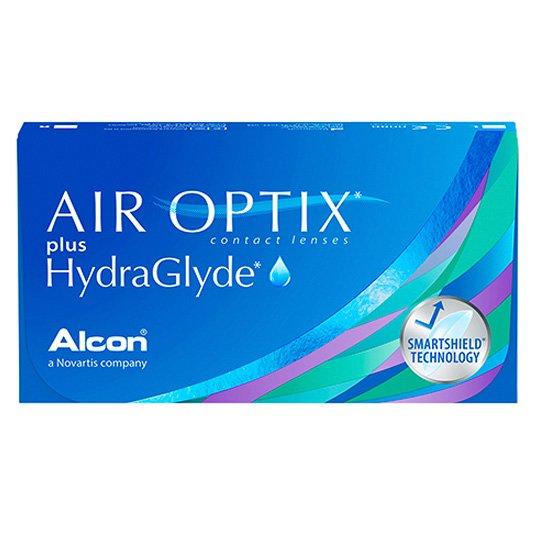 AIR OPTIX*
contact lenses
plus
HydraGlyde*
Alcon®
a Novartis company
SMARTSHIELD*
TECHNOLOGY